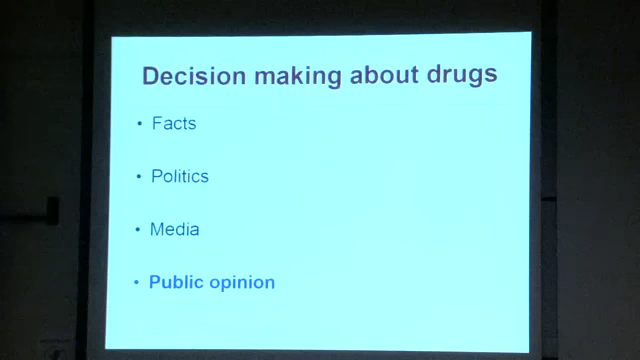 Decision making about drugs
• Facts
• Politics
• Media
• Public opinion